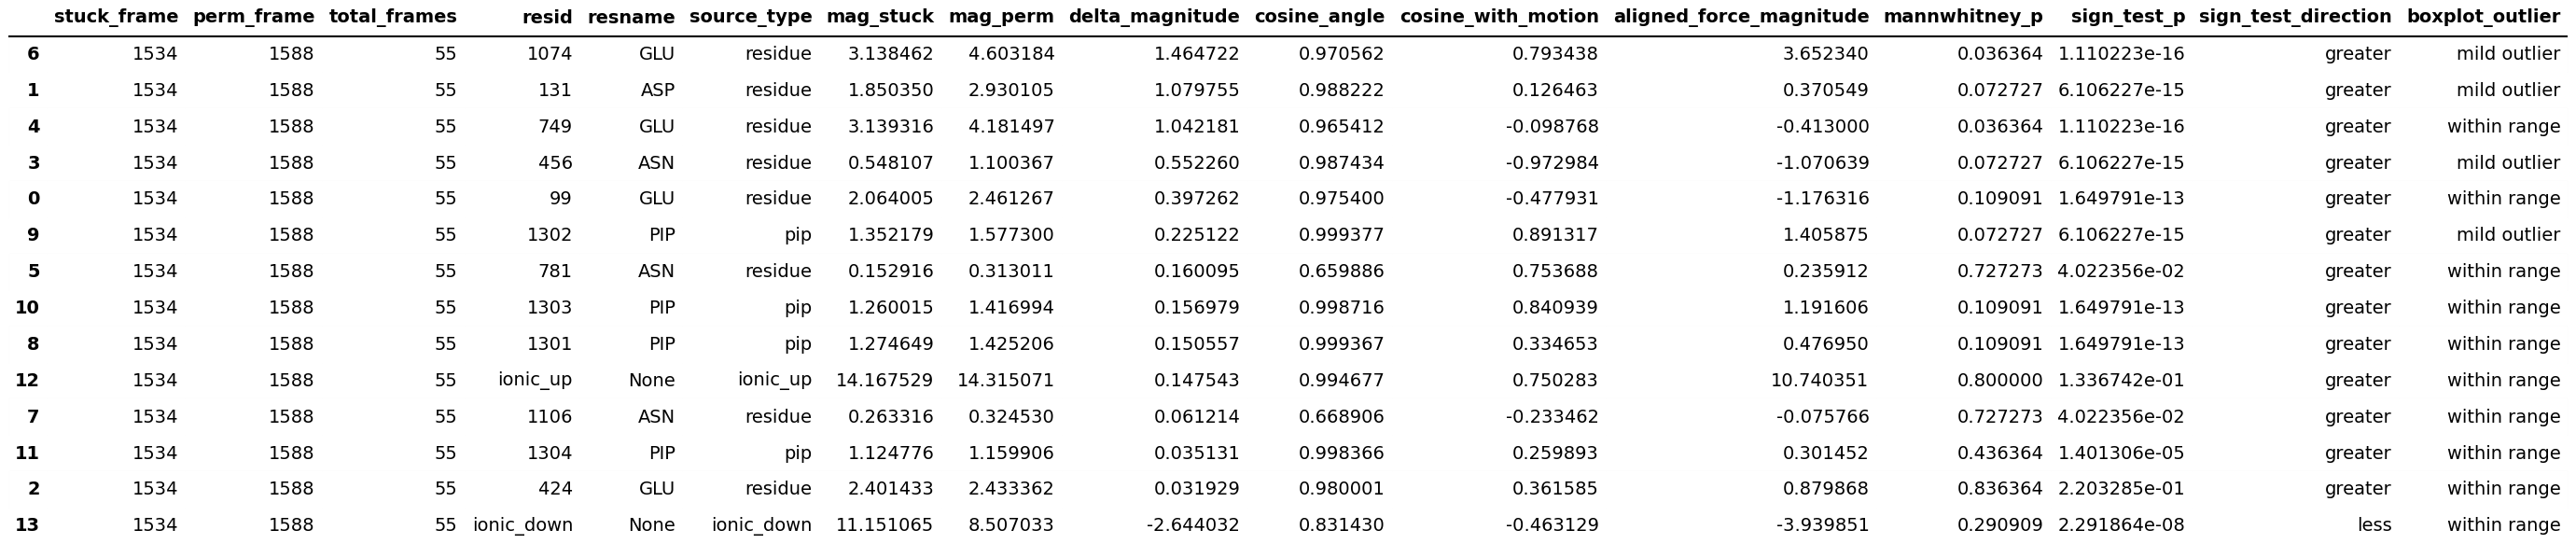 stuck_frame perm_frame total_frames resid resname source_type mag_stuck mag_perm delta_magnitude cosine_angle cosine_with_motion aligned_force_magnitude mannwhitney_p sign_test_p sign_test_direction boxplot_outlier
6 1534 1588 55 1074 GLU residue 3.138462 4.603184 1.464722 0.970562 0.793438 3.652340 0.036364 1.110223e-16 greater mild outlier
1 1534 1588 55 131 ASP residue 1.850350 2.930105 1.079755 0.988222 0.126463 0.370549 0.072727 6.106227e-15 greater mild outlier
4 1534 1588 55 749 GLU residue 3.139316 4.181497 1.042181 0.965412 -0.098768 -0.413000 0.036364 1.110223e-16 greater within range
3 1534 1588 55 456 ASN residue 0.548107 1.100367 0.552260 0.987434 -0.972984 -1.070639 0.072727 6.106227e-15 greater mild outlier
0 1534 1588 55 99 GLU residue 2.064005 2.461267 0.397262 0.975400 -0.477931 -1.176316 0.109091 1.649791e-13 greater within range
9 1534 1588 55 1302 PIP pip 1.352179 1.577300 0.225122 0.999377 0.891317 1.405875 0.072727 6.106227e-15 greater mild outlier
5 1534 1588 55 781 ASN residue 0.152916 0.313011 0.160095 0.659886 0.753688 0.235912 0.727273 4.022356e-02 greater within range
10 1534 1588 55 1303 PIP pip 1.260015 1.416994 0.156979 0.998716 0.840939 1.191606 0.109091 1.649791e-13 greater within range
8 1534 1588 55 1301 PIP pip 1.274649 1.425206 0.150557 0.999367 0.334653 0.476950 0.109091 1.649791e-13 greater within range
12 1534 1588 55 ionic_up None ionic_up 14.167529 14.315071 0.147543 0.994677 0.750283 10.740351 0.800000 1.336742e-01 greater within range
7 1534 1588 55 1106 ASN residue 0.263316 0.324530 0.061214 0.668906 -0.233462 -0.075766 0.727273 4.022356e-02 greater within range
11 1534 1588 55 1304 PIP pip 1.124776 1.159906 0.035131 0.998366 0.259893 0.301452 0.436364 1.401306e-05 greater within range
2 1534 1588 55 424 GLU residue 2.401433 2.433362 0.031929 0.980001 0.361585 0.879868 0.836364 2.203285e-01 greater within range
13 1534 1588 55 ionic_down None ionic_down 11.151065 8.507033 -2.644032 0.831430 -0.463129 -3.939851 0.290909 2.291864e-08 less within range